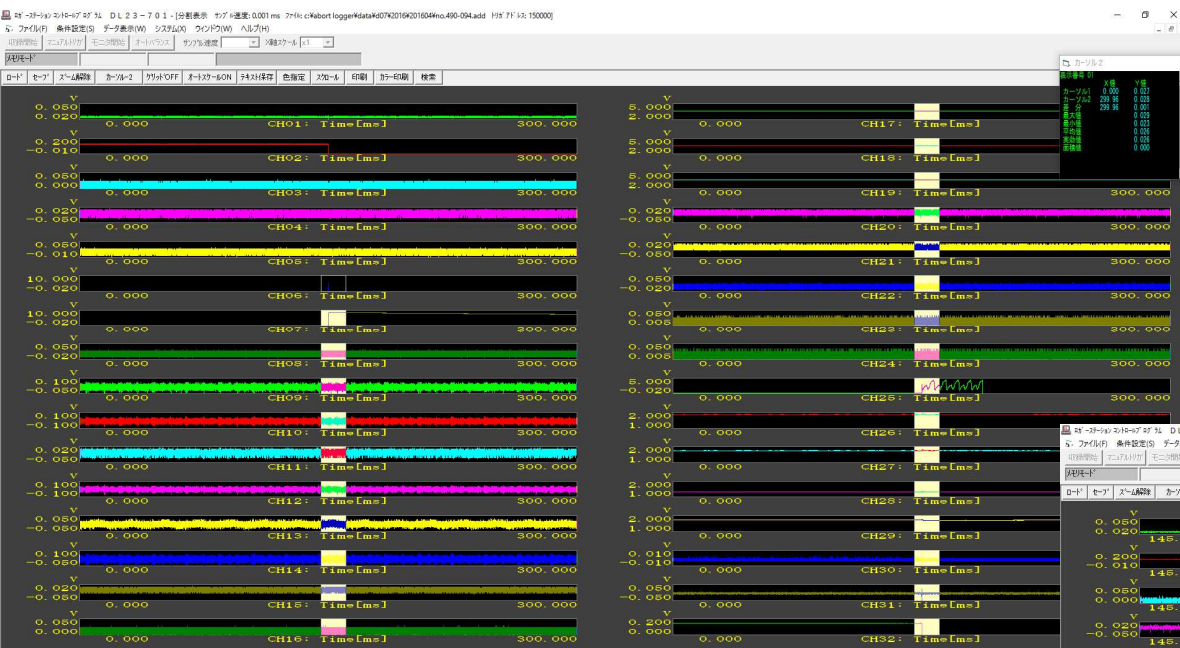 ﾛｶﾞｰｽﾃｰｼｮﾝ ｺﾝﾄﾛｰﾙﾌﾟﾛｸﾞﾗﾑ ＤＬ２３－７０１ - [分割表示 ｻﾝﾌﾟﾙ速度: 0.001 ms ﾌｧｲﾙ: c:¥abort logger¥data¥d07¥2016¥201604¥no.490-094.add ﾄﾘｶﾞｱﾄﾞﾚｽ: 150000]
ファイル(F) 条件設定(S) データ表示(W) システム(X) ウィンドウ(W) ヘルプ(H)
収録開始 マニュアルトリガ モニタ開始 オートバランス ｻﾝﾌﾟﾙ速度 X軸スケール x1
ﾒﾓﾘﾓｰﾄﾞ
ﾛｰﾄﾞ ｾｰﾌﾞ ｽﾞｰﾑ解除 ｶｰｿﾙ-2 ｸﾞﾘｯﾄﾞOFF ｵｰﾄｽｹｰﾙON ﾃｷｽﾄ保存 色指定 ｽｸﾛｰﾙ 印刷 ｶﾗｰ印刷 検索
カーソル2
表示番号 01
X値 Y値
カーソル1 0.000 0.027
カーソル2 299.96 0.028
差 分 299.96 0.001
最大値 0.029
最小値 0.023
平均値 0.026
実効値 0.026
面積値 0.000
V
0.050
0.020
0.000 CH01: Time[ms] 300.000
V
0.200
-0.010
0.000 CH02: Time[ms] 300.000
V
0.050
0.000
0.000 CH03: Time[ms] 300.000
V
0.020
-0.050
0.000 CH04: Time[ms] 300.000
V
0.050
-0.010
0.000 CH05: Time[ms] 300.000
V
10.000
-0.020
0.000 CH06: Time[ms] 300.000
V
10.000
-0.020
0.000 CH07: Time[ms] 300.000
V
0.050
-0.020
0.000 CH08: Time[ms] 300.000
V
0.100
-0.050
0.000 CH09: Time[ms] 300.000
V
0.100
-0.100
0.000 CH10: Time[ms] 300.000
V
0.020
-0.050
0.000 CH11: Time[ms] 300.000
V
0.100
-0.100
0.000 CH12: Time[ms] 300.000
V
0.050
-0.050
0.000 CH13: Time[ms] 300.000
V
0.100
-0.050
0.000 CH14: Time[ms] 300.000
V
0.020
-0.050
0.000 CH15: Time[ms] 300.000
V
0.050
0.000
0.000 CH16: Time[ms] 300.000
V
5.000
2.000
0.000 CH17: Time[ms]
V
5.000
2.000
0.000 CH18: Time[ms]
V
5.000
2.000
0.000 CH19: Time[ms] 300.000
V
0.020
-0.050
0.000 CH20: Time[ms] 300.000
V
0.020
-0.050
0.000 CH21: Time[ms] 300.000
V
0.050
-0.020
0.000 CH22: Time[ms] 300.000
V
0.050
0.005
0.000 CH23: Time[ms] 300.000
V
0.050
0.005
0.000 CH24: Time[ms] 300.000
V
5.000
-0.020
0.000 CH25: Time[ms] 300.000
V
2.000
1.000
0.000 CH26: Time[ms]
V
2.000
1.000
0.000 CH27: Time[ms]
V
2.000
1.000
0.000 CH28: Time[ms]
V
2.000
1.000
0.000 CH29: Time[ms]
V
0.010
-0.020
0.000 CH30: Time[ms]
V
0.050
-0.050
0.000 CH31: Time[ms]
V
0.200
0.000
0.000 CH32: Time[ms]
ﾛｶﾞｰｽﾃｰｼｮﾝ ｺﾝﾄﾛｰﾙﾌﾟﾛｸﾞﾗﾑ ＤＬ
ファイル(F) 条件設定(S) データ
収録開始 マニュアルトリガ モニタ開始
ﾒﾓﾘﾓｰﾄﾞ
ﾛｰﾄﾞ ｾｰﾌﾞ ｽﾞｰﾑ解除
V
0.050
0.020
145.
V
0.200
-0.010
145.
V
0.050
0.000
145.
V
0.020
-0.050
145.